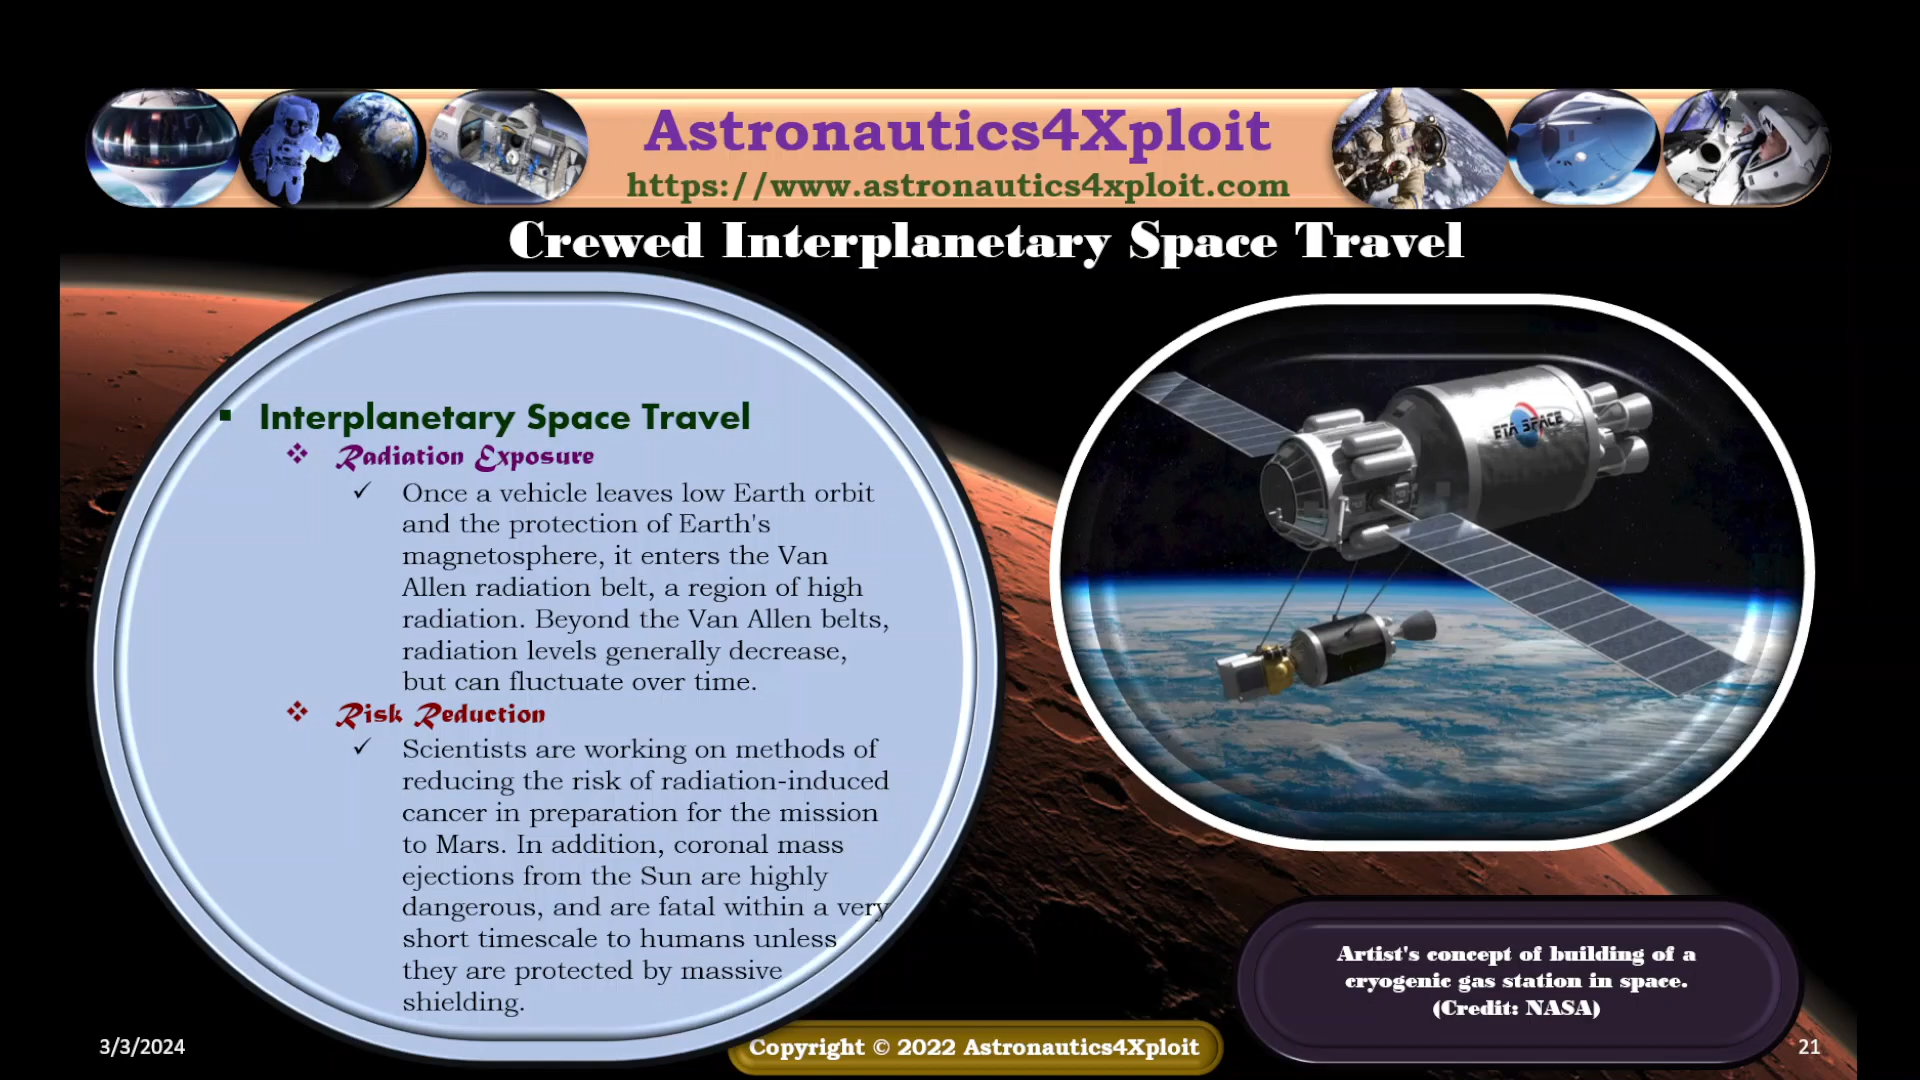 Astronautics4Xploit
https://www.astronautics4xploit.com
Crewed Interplanetary Space Travel
Interplanetary Space Travel
Radiation Exposure
Once a vehicle leaves low Earth orbit
and the protection of Earth's
magnetosphere, it enters the Van
Allen radiation belt, a region of high
radiation. Beyond the Van Allen belts,
radiation levels generally decrease,
but can fluctuate over time.
Risk Reduction
Scientists are working on methods of
reducing the risk of radiation-induced
cancer in preparation for the mission
to Mars. In addition, coronal mass
ejections from the Sun are highly
dangerous, and are fatal within a very
short timescale to humans unless
they are protected by massive
shielding.
ETA SPACE
Artist's concept of building of a
cryogenic gas station in space.
(Credit: NASA)
3/3/2024
Copyright © 2022 Astronautics4Xploit
21